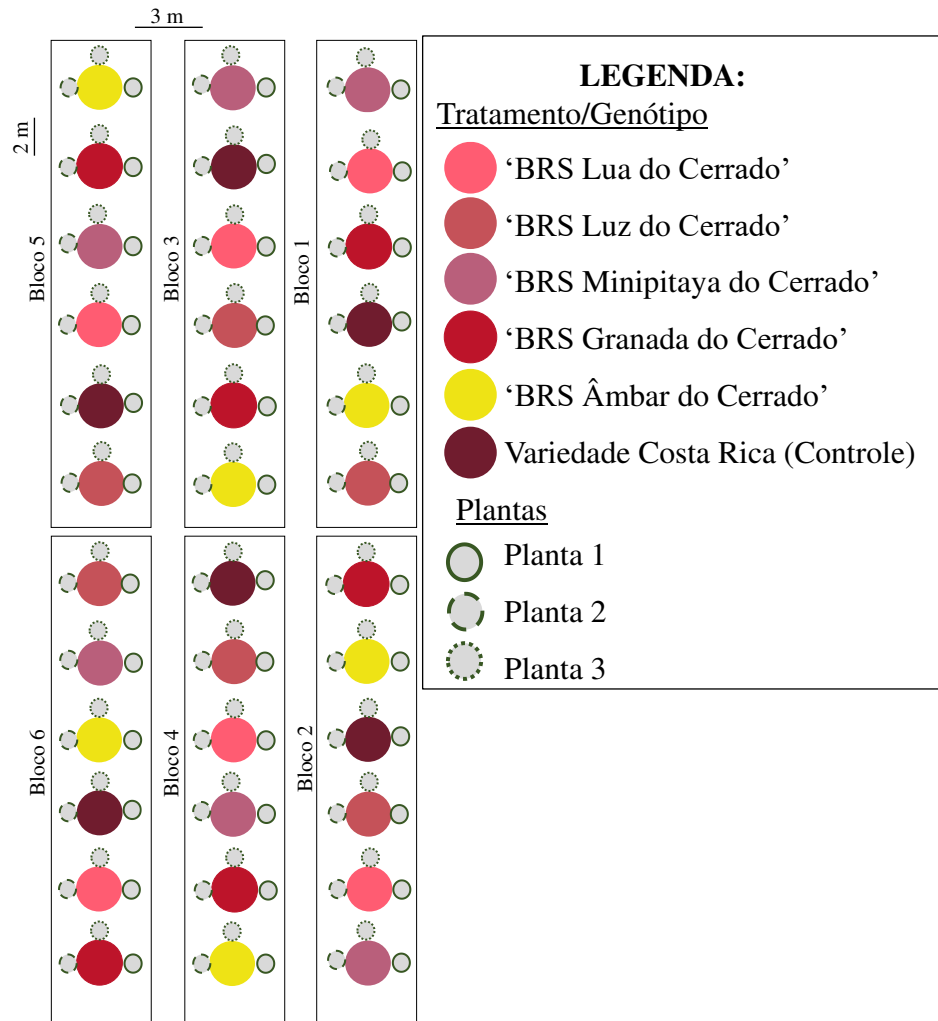 3 m
2 m
Bloco 5
Bloco 3
Bloco 1
Bloco 6
Bloco 4
Bloco 2
LEGENDA:
Tratamento/Genótipo
‘BRS Lua do Cerrado’
‘BRS Luz do Cerrado’
‘BRS Minipitaya do Cerrado’
‘BRS Granada do Cerrado’
‘BRS Âmbar do Cerrado’
Variedade Costa Rica (Controle)
Plantas
Planta 1
Planta 2
Planta 3